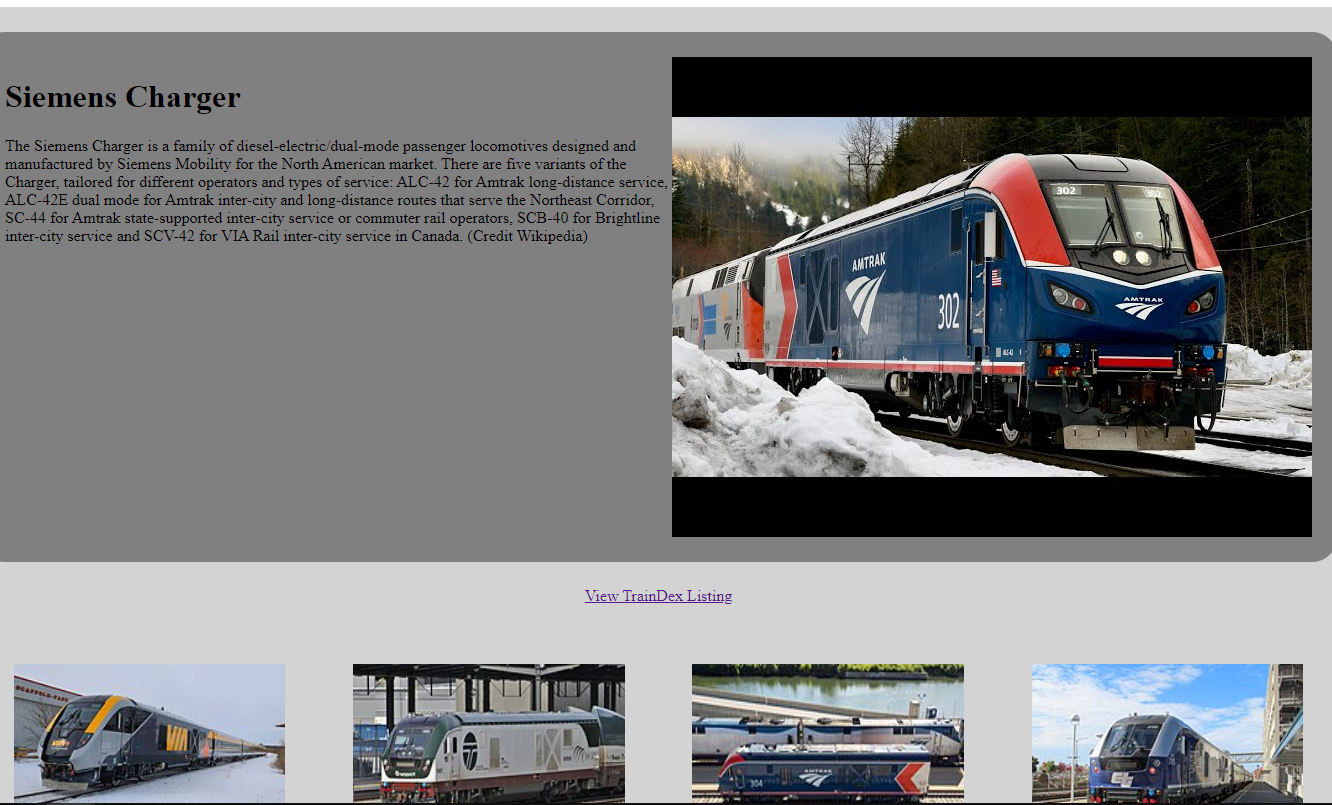 Siemens Charger
The Siemens Charger is a family of diesel-electric/dual-mode passenger locomotives designed and
manufactured by Siemens Mobility for the North American market. There are five variants of the
Charger, tailored for different operators and types of service: ALC-42 for Amtrak long-distance service,
ALC-42E dual mode for Amtrak inter-city and long-distance routes that serve the Northeast Corridor,
SC-44 for Amtrak state-supported inter-city service or commuter rail operators, SCB-40 for Brightline
inter-city service and SCV-42 for VIA Rail inter-city service in Canada. (Credit Wikipedia)
302
302
AMTRAK
302
AMTRAK
ALC-42
View TrainDex Listing
VIA
304